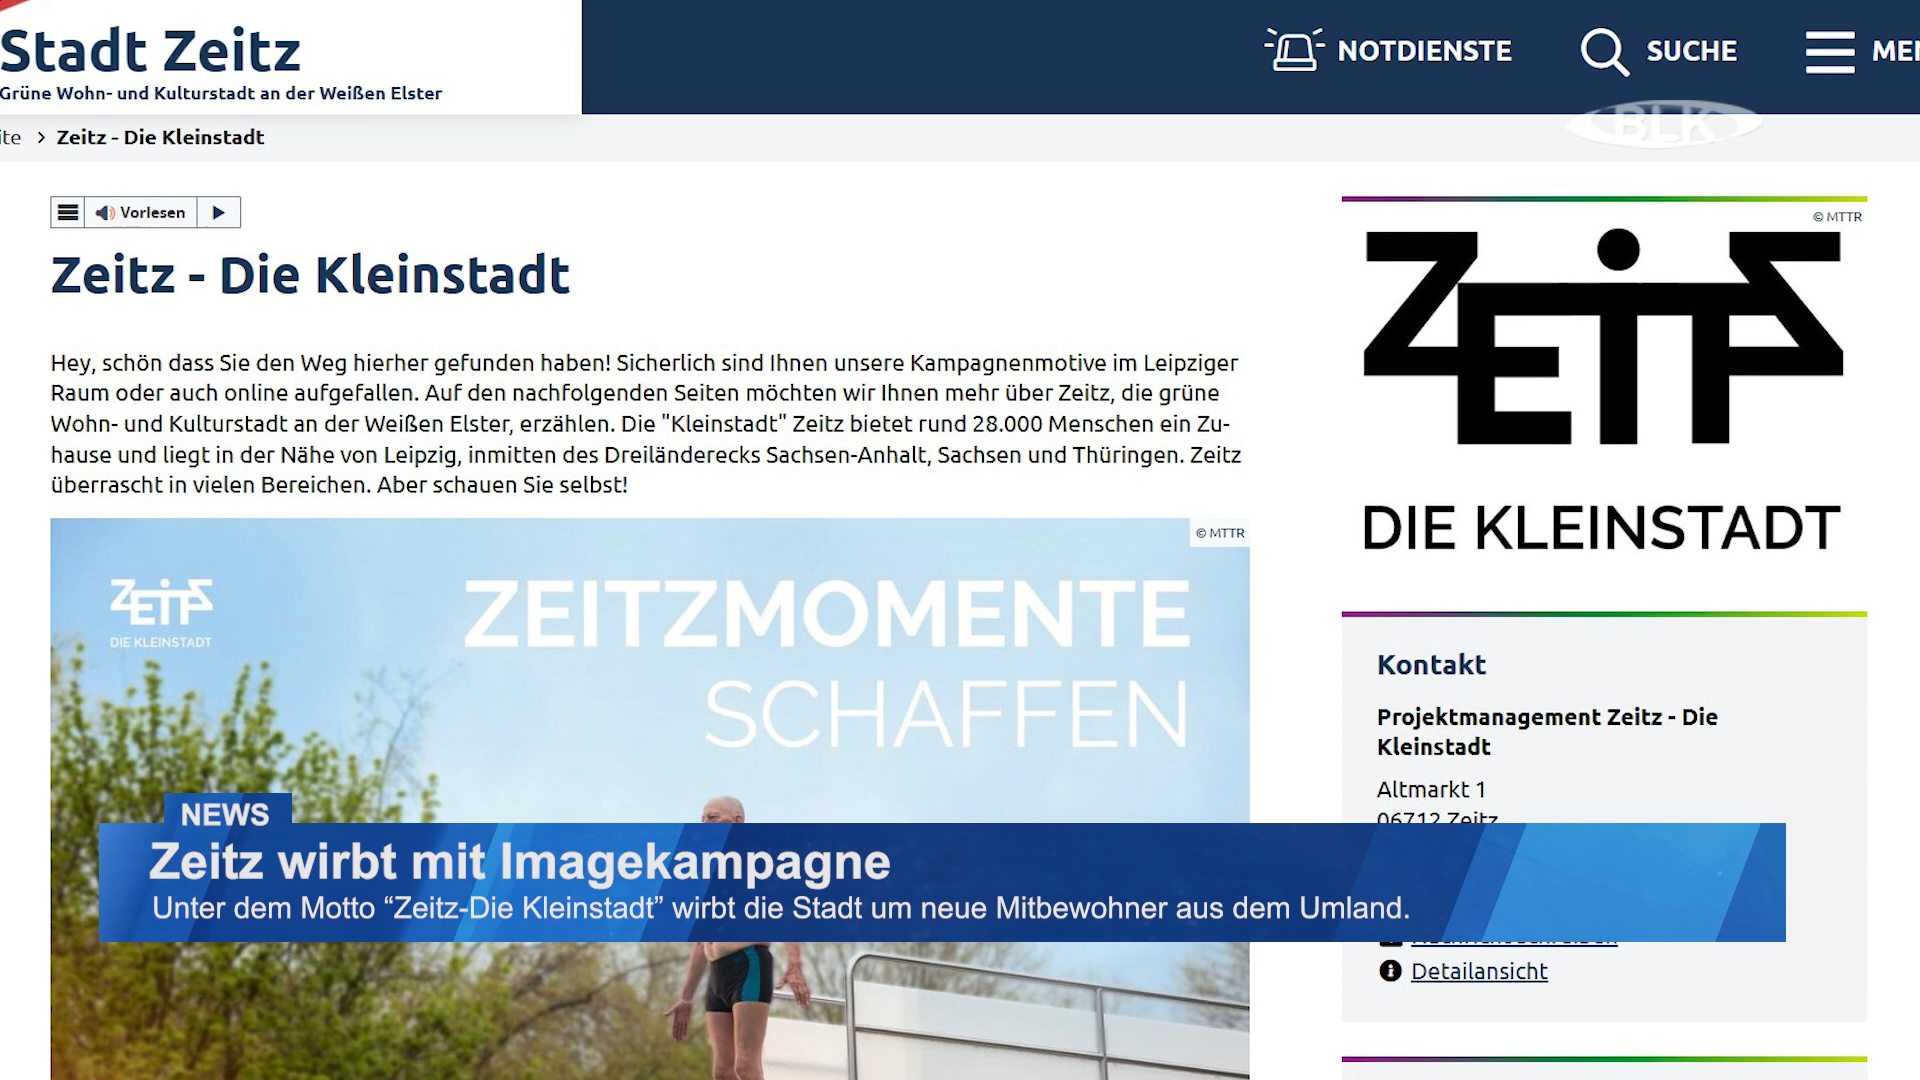 Stadt Zeitz
Grüne Wohn- und Kulturstadt an der Weißen Elster
NOTDIENSTE
SUCHE
BLK
Zeitz - Die Kleinstadt
Vorlesen
Zeitz - Die Kleinstadt
Hey, schön dass Sie den Weg hierher gefunden haben! Sicherlich sind Ihnen unsere Kampagnenmotive im Leipziger
Raum oder auch online aufgefallen. Auf den nachfolgenden Seiten möchten wir Ihnen mehr über Zeitz, die grüne
Wohn- und Kulturstadt an der Weißen Elster, erzählen. Die "Kleinstadt" Zeitz bietet rund 28.000 Menschen ein Zu-
hause und liegt in der Nähe von Leipzig, inmitten des Dreiländerecks Sachsen-Anhalt, Sachsen und Thüringen. Zeitz
überrascht in vielen Bereichen. Aber schauen Sie selbst!
© MTTR
ZEITZ
DIE KLEINSTADT
ZEITZMOMENTE
SCHAFFEN
© MTTR
ZEITZ
DIE KLEINSTADT
Kontakt
Projektmanagement Zeitz - Die
Kleinstadt
Altmarkt 1
06712 Zeitz
Detailansicht
NEWS
Zeitz wirbt mit Imagekampagne
Unter dem Motto “Zeitz-Die Kleinstadt” wirbt die Stadt um neue Mitbewohner aus dem Umland.